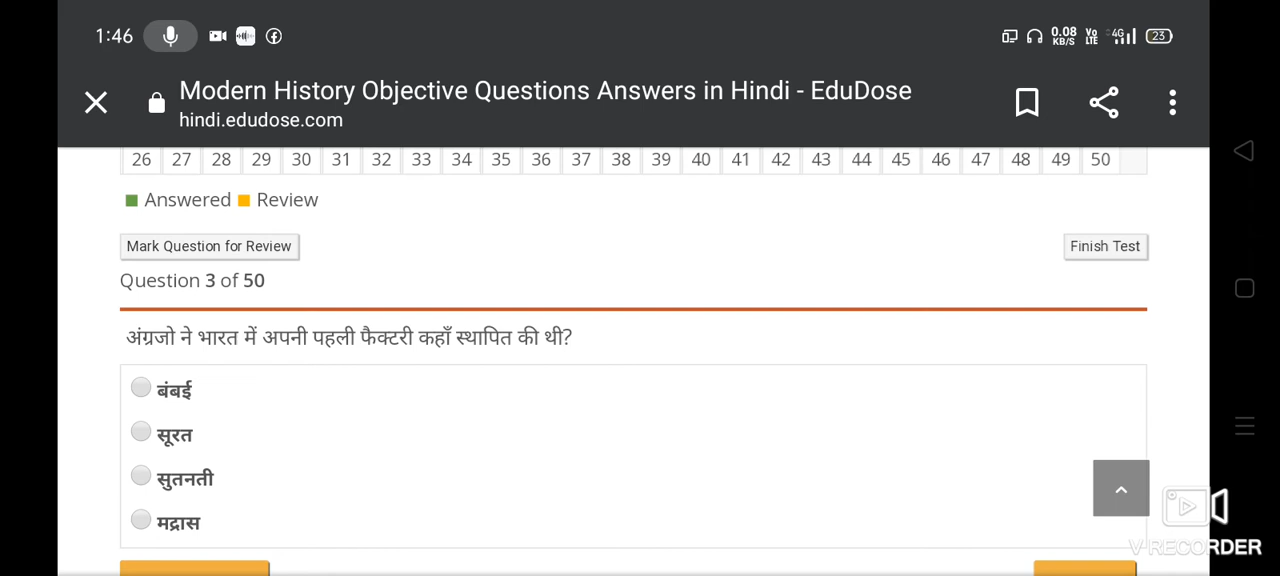 1:46 0.08 KB/S Vo LTE 4G 23
Modern History Objective Questions Answers in Hindi - EduDose
hindi.edudose.com
26 27 28 29 30 31 32 33 34 35 36 37 38 39 40 41 42 43 44 45 46 47 48 49 50
Answered Review
Mark Question for Review Finish Test
Question 3 of 50
अंग्रजो ने भारत में अपनी पहली फैक्टरी कहाँ स्थापित की थी?
बंबई
सूरत
सुतनती
मद्रास
V RECORDER